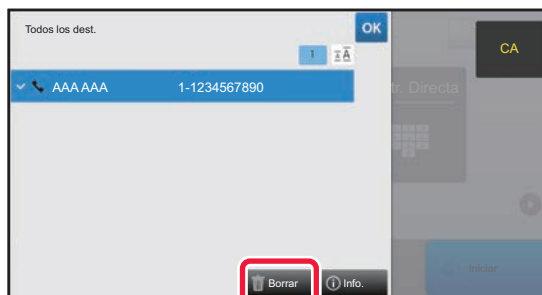 Todos los dest.
OK
CA
1
AAA AAA 1-1234567890
tr. Directa
Iniciar
Borrar
Info.